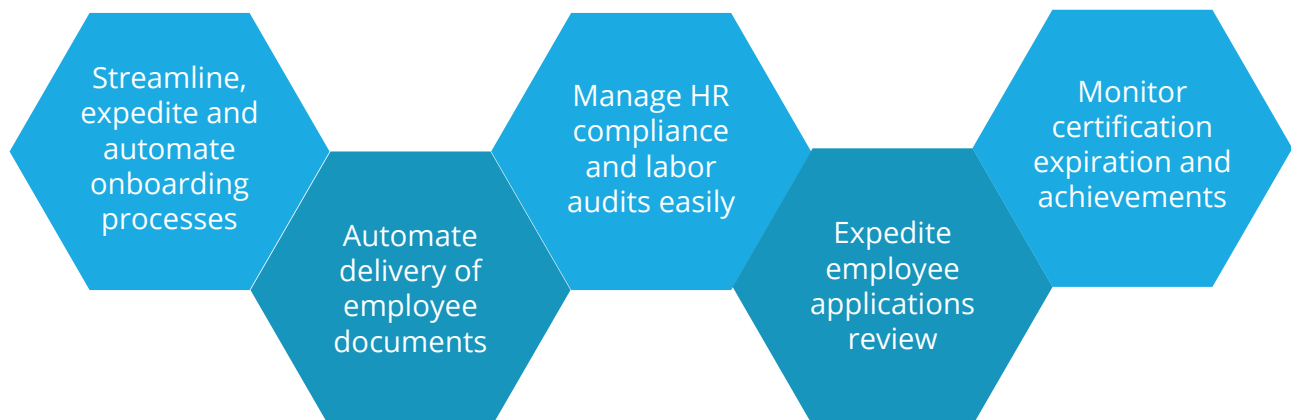 Streamline,
expedite and
automate
onboarding
processes
Automate
delivery of
employee
documents
Manage HR
compliance
and labor
audits easily
Expedite
employee
applications
review
Monitor
certification
expiration and
achievements